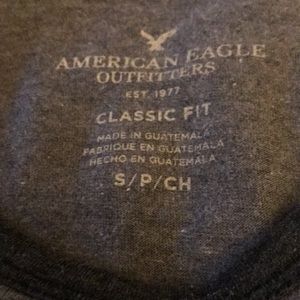 AMERICAN EAGLE
OUTFITTERS
EST. 1977
CLASSIC FIT
MADE IN GUATEMALA
FABRIQUE EN GUATEMALA
HECHO EN GUATEMALA
S/P/CH